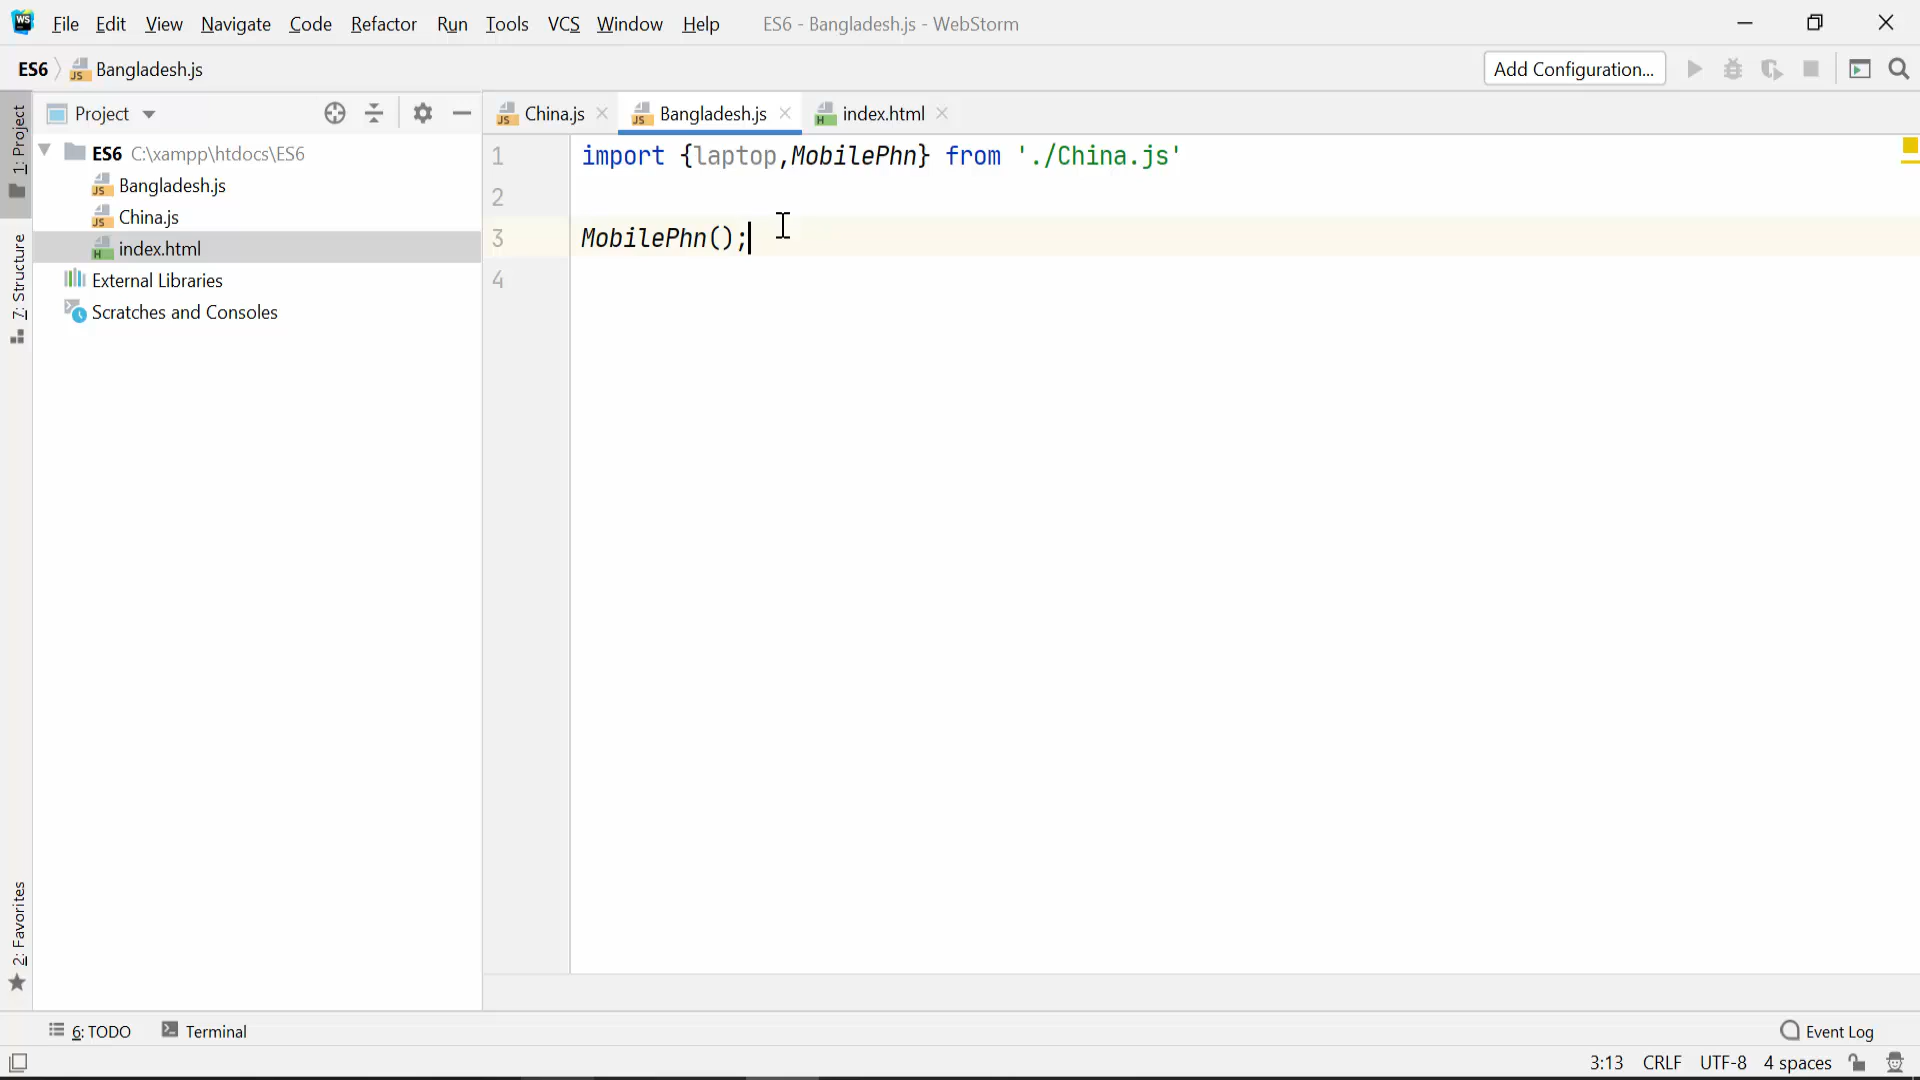 WS File Edit View Navigate Code Refactor Run Tools VCS Window Help ES6 - Bangladesh.js - WebStorm
ES6 Bangladesh.js Add Configuration...
1: Project
7: Structure
2: Favorites
Project
ES6 C:\xampp\htdocs\ES6
Bangladesh.js
China.js
index.html
External Libraries
Scratches and Consoles
China.js Bangladesh.js index.html
1 import {laptop,MobilePhn} from './China.js'
2
3 MobilePhn();
4
6: TODO Terminal Event Log
3:13 CRLF UTF-8 4 spaces